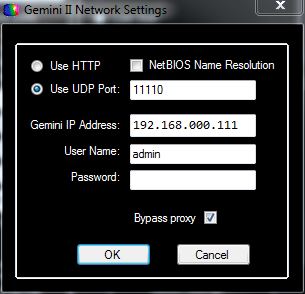 Gemini II Network Settings
Use HTTP NetBIOS Name Resolution
Use UDP Port: 11110
Gemini IP Address: 192.168.000.111
User Name: admin
Password:
Bypass proxy
OK Cancel